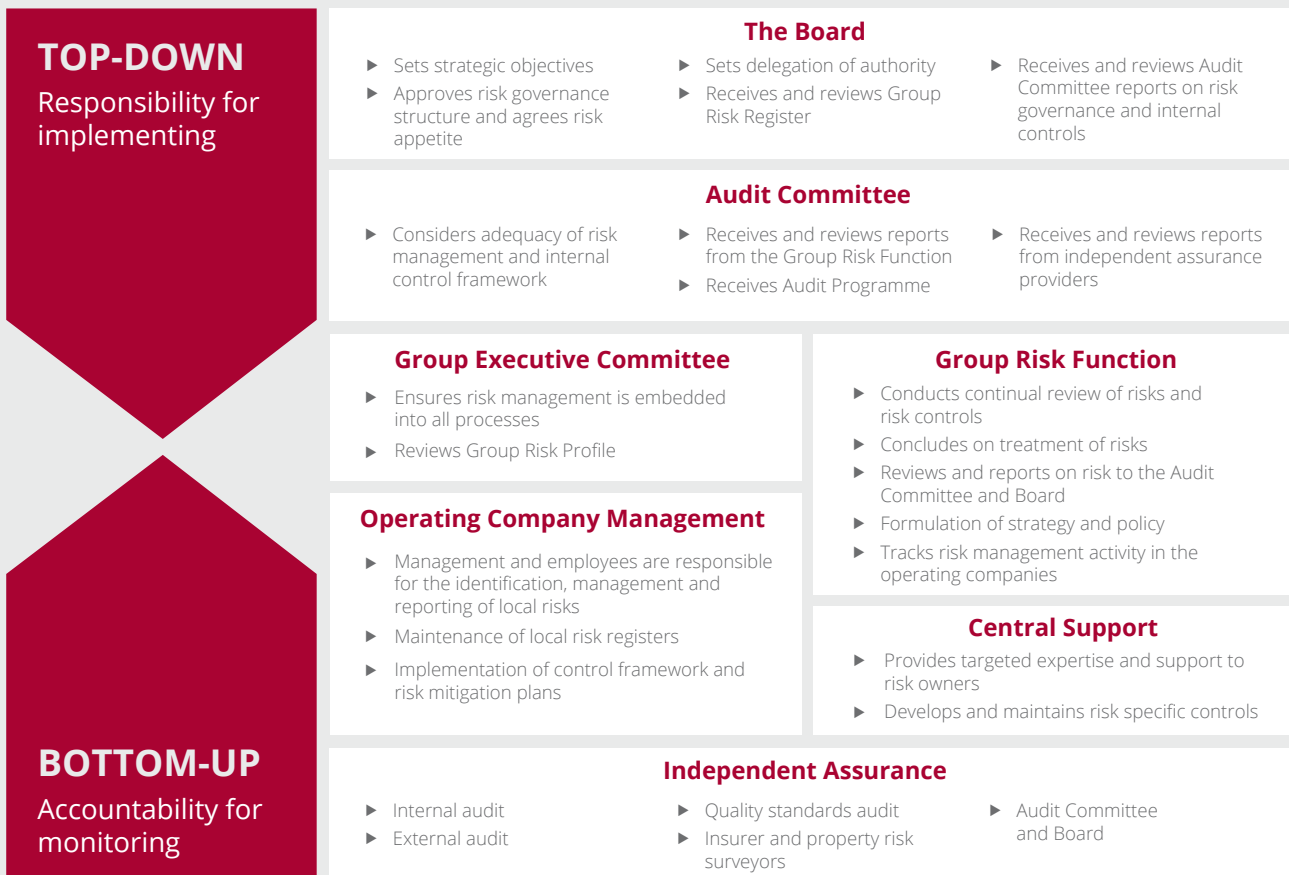 TOP-DOWN
Responsibility for
implementing
The Board
Sets strategic objectives
Approves risk governance
structure and agrees risk
appetite
Sets delegation of authority
Receives and reviews Group
Risk Register
Receives and reviews Audit
Committee reports on risk
governance and internal
controls
Audit Committee
Considers adequacy of risk
management and internal
control framework
Receives and reviews reports
from the Group Risk Function
Receives Audit Programme
Receives and reviews reports
from independent assurance
providers
Group Executive Committee
Ensures risk management is embedded
into all processes
Reviews Group Risk Profile
Group Risk Function
Conducts continual review of risks and
risk controls
Concludes on treatment of risks
Reviews and reports on risk to the Audit
Committee and Board
Formulation of strategy and policy
Tracks risk management activity in the
operating companies
Operating Company Management
Management and employees are responsible
for the identification, management and
reporting of local risks
Maintenance of local risk registers
Implementation of control framework and
risk mitigation plans
Central Support
Provides targeted expertise and support to
risk owners
Develops and maintains risk specific controls
BOTTOM-UP
Accountability for
monitoring
Independent Assurance
Internal audit
External audit
Quality standards audit
Insurer and property risk
surveyors
Audit Committee
and Board